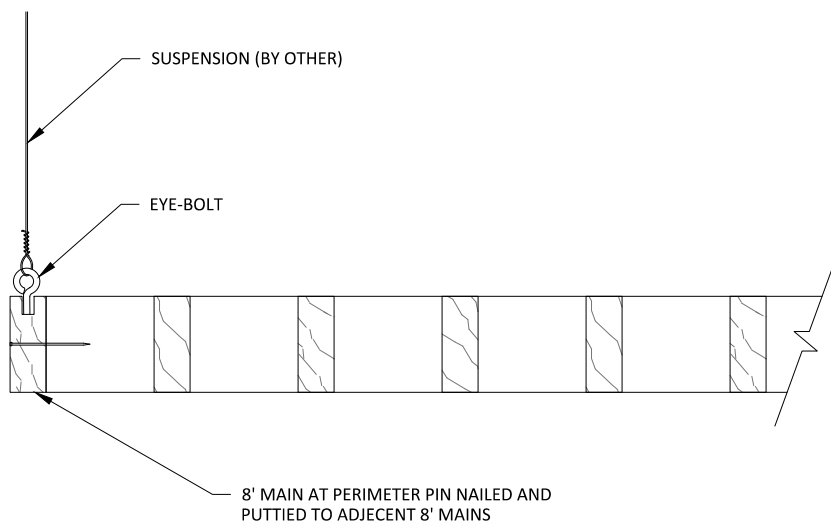 SUSPENSION (BY OTHER)
EYE-BOLT
8' MAIN AT PERIMETER PIN NAILED AND
PUTTIED TO ADJECENT 8' MAINS